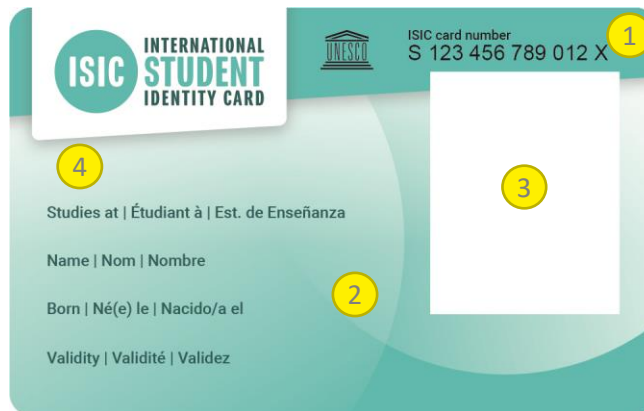 INTERNATIONAL
ISIC STUDENT
IDENTITY CARD
UNESCO
ISIC card number
S 123 456 789 012 X
1
3
4
Studies at | Étudiant à | Est. de Enseñanza
Name | Nom | Nombre
2
Born | Né(e) le | Nacido/a el
Validity | Validité | Validez